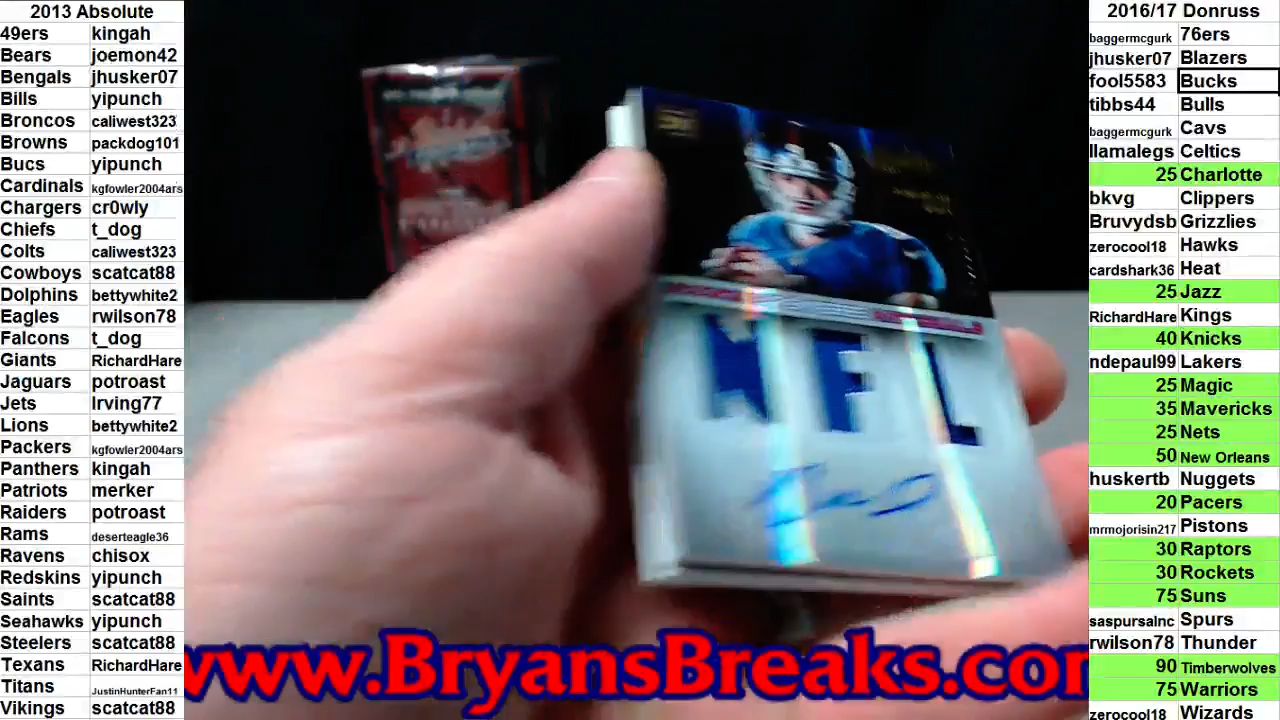 2013 Absolute
49ers kingah
Bears joemon42
Bengals jhusker07
Bills yipunch
Broncos caliwest323
Browns packdog101
Bucs yipunch
Cardinals kgfowler2004ars
Chargers cr0wly
Chiefs t_dog
Colts caliwest323
Cowboys scatcat88
Dolphins bettywhite2
Eagles rwilson78
Falcons t_dog
Giants RichardHare
Jaguars potroast
Jets Irving77
Lions bettywhite2
Packers kgfowler2004ars
Panthers kingah
Patriots merker
Raiders potroast
Rams deserteagle36
Ravens chisox
Redskins yipunch
Saints scatcat88
Seahawks yipunch
Steelers scatcat88
Texans RichardHare
Titans JustinHunterFan11
Vikings scatcat88
NFL
www.BryansBreaks.com
2016/17 Donruss
baggermcgurk 76ers
jhusker07 Blazers
fool5583 Bucks
tibbs44 Bulls
baggermcgurk Cavs
llamalegs Celtics
25 Charlotte
bkvg Clippers
Bruvydsb Grizzlies
zerocool18 Hawks
cardshark36 Heat
25 Jazz
RichardHare Kings
40 Knicks
ndepaul99 Lakers
25 Magic
35 Mavericks
25 Nets
50 New Orleans
huskertb Nuggets
20 Pacers
mrmojorisin217 Pistons
30 Raptors
30 Rockets
75 Suns
saspursalnc Spurs
rwilson78 Thunder
90 Timberwolves
75 Warriors
zerocool18 Wizards